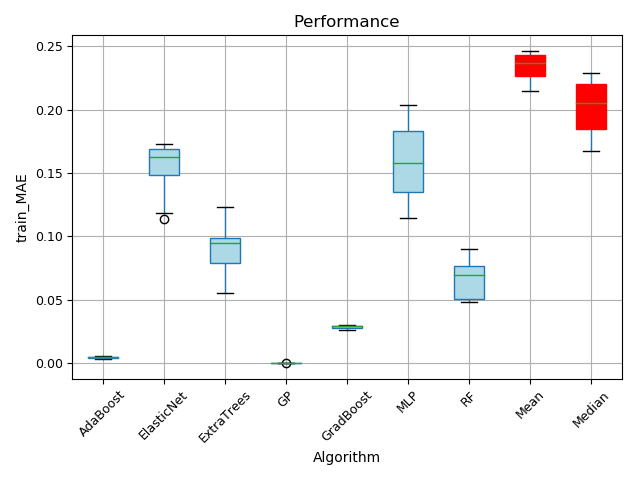 Performance
0.25
0.20
0.15
0.10
0.05
0.00
train_MAE
AdaBoost
ElasticNet
ExtraTrees
GP
GradBoost
MLP
RF
Mean
Median
Algorithm